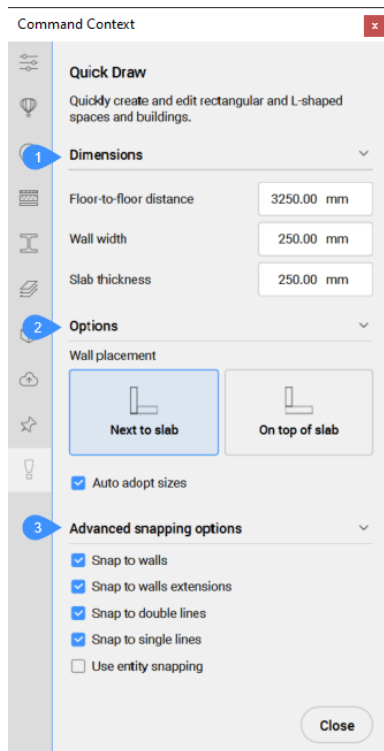 Command Context
x
Quick Draw
Quickly create and edit rectangular and L-shaped
spaces and buildings.
1
Dimensions
Floor-to-floor distance 3250.00 mm
Wall width 250.00 mm
Slab thickness 250.00 mm
2
Options
Wall placement
Next to slab On top of slab
Auto adopt sizes
3
Advanced snapping options
Snap to walls
Snap to walls extensions
Snap to double lines
Snap to single lines
Use entity snapping
Close